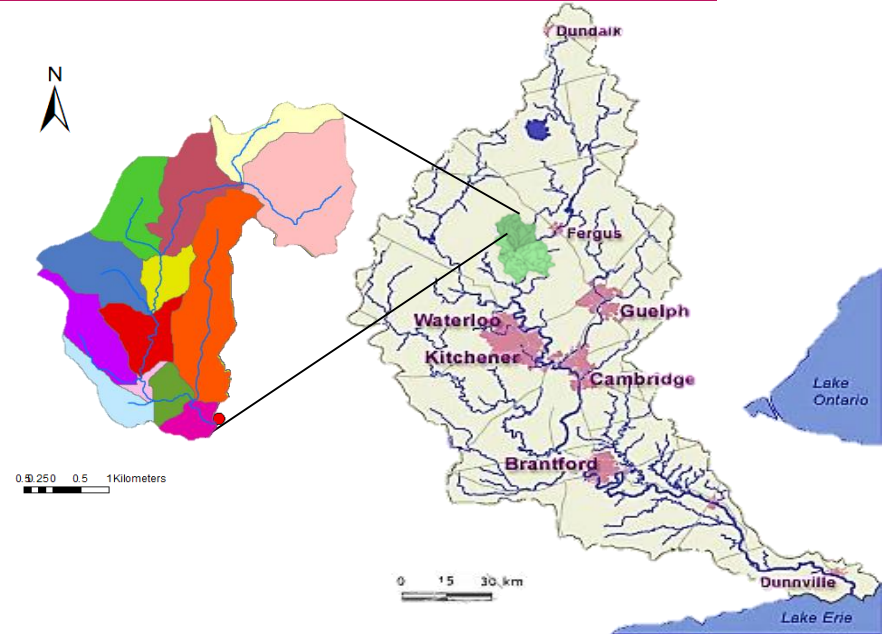 Dundalk
N
Fergus
Guelph
Waterloo
Kitchener
Cambridge
Lake
Ontario
Brantford
0.5 0.25 0 0.5 1 Kilometers
0 15 30 km
Dunnville
Lake Erie